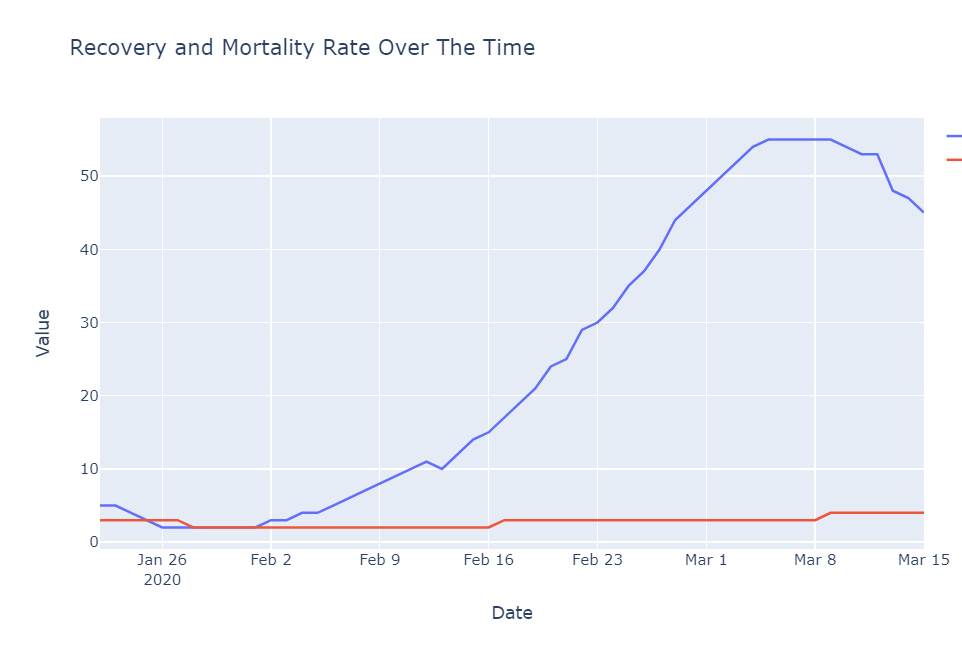 Recovery and Mortality Rate Over The Time
50
40
30
20
10
0
Value
Jan 26
2020
Feb 2
Feb 9
Feb 16
Feb 23
Mar 1
Mar 8
Mar 15
Date